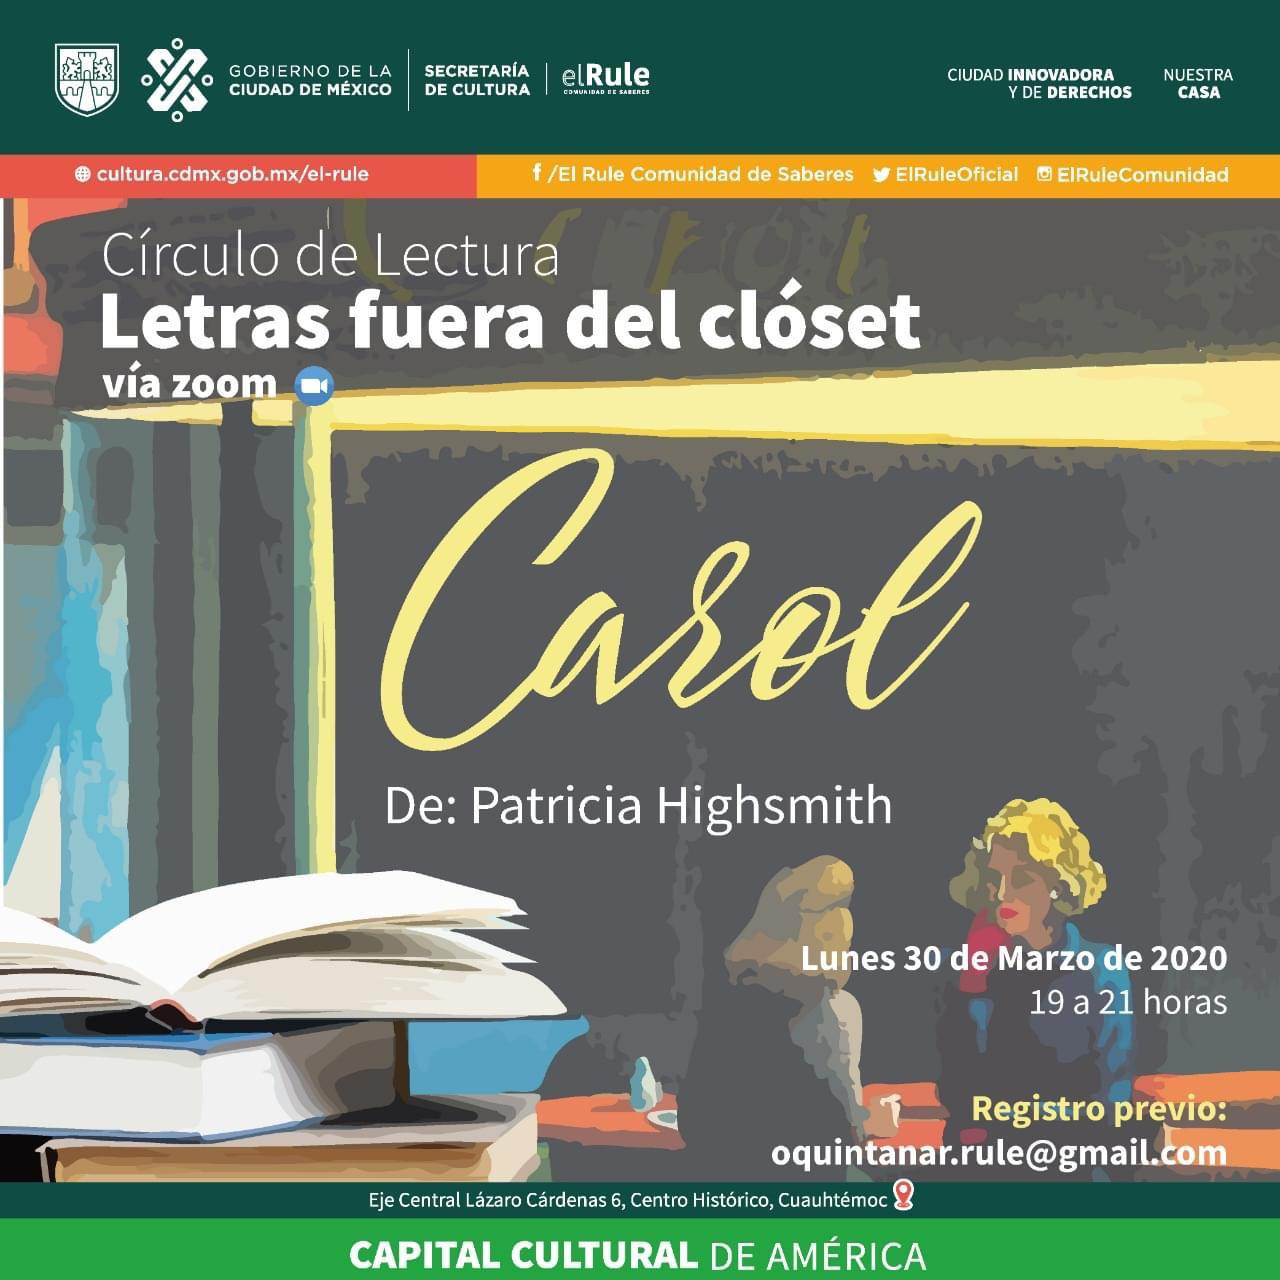 GOBIERNO DE LA
CIUDAD DE MÉXICO
SECRETARÍA
DE CULTURA
elRule
COMUNIDAD DE SABERES
CIUDAD INNOVADORA
Y DE DERECHOS
NUESTRA
CASA
cultura.cdmx.gob.mx/el-rule
/El Rule Comunidad de Saberes
ElRuleOficial
ElRuleComunidad
Círculo de Lectura
Letras fuera del clóset
vía zoom
Carol
De: Patricia Highsmith
Lunes 30 de Marzo de 2020
19 a 21 horas
Registro previo:
oquintanar.rule@gmail.com
Eje Central Lázaro Cárdenas 6, Centro Histórico, Cuauhtémoc
CAPITAL CULTURAL DE AMÉRICA